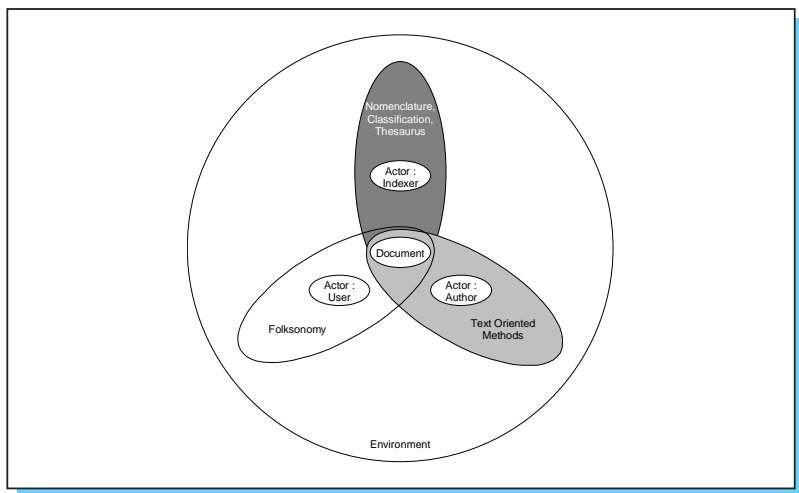 Nomenclature,
Classification,
Thesaurus
Actor :
Indexer
Document
Actor :
User
Actor :
Author
Folksonomy
Text Oriented
Methods
Environment